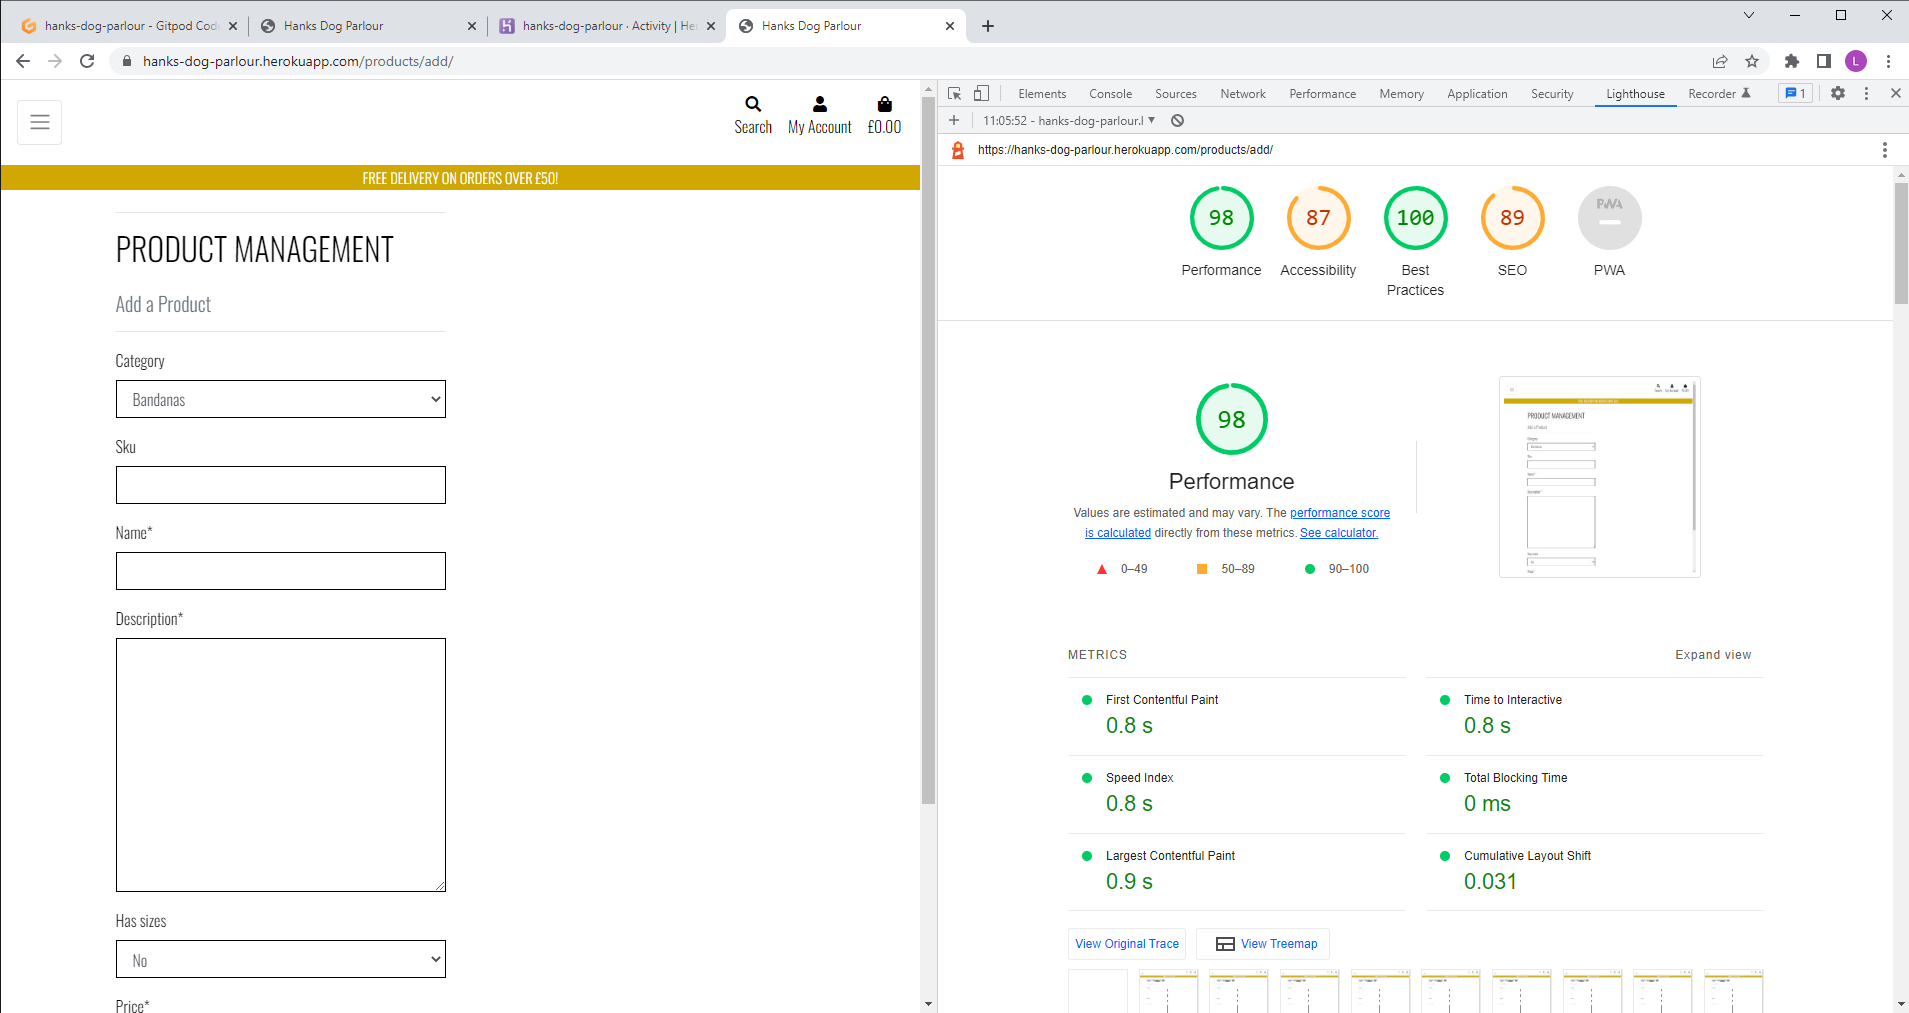 hanks-dog-parlour - Gitpod Code
Hanks Dog Parlour
hanks-dog-parlour · Activity | He
Hanks Dog Parlour
hanks-dog-parlour.herokuapp.com/products/add/
L
Search
My Account
£0.00
FREE DELIVERY ON ORDERS OVER £50!
PRODUCT MANAGEMENT
Add a Product
Category
Bandanas
Sku
Name*
Description*
Has sizes
No
Price*
Elements
Console
Sources
Network
Performance
Memory
Application
Security
Lighthouse
Recorder
1
11:05:52 - hanks-dog-parlour.l
https://hanks-dog-parlour.herokuapp.com/products/add/
98
Performance
87
Accessibility
100
Best
Practices
89
SEO
PWA
PWA
98
Performance
Values are estimated and may vary. The performance score
is calculated directly from these metrics. See calculator.
0–49
50–89
90–100
PRODUCT MANAGEMENT
METRICS
Expand view
First Contentful Paint
0.8 s
Time to Interactive
0.8 s
Speed Index
0.8 s
Total Blocking Time
0 ms
Largest Contentful Paint
0.9 s
Cumulative Layout Shift
0.031
View Original Trace
View Treemap